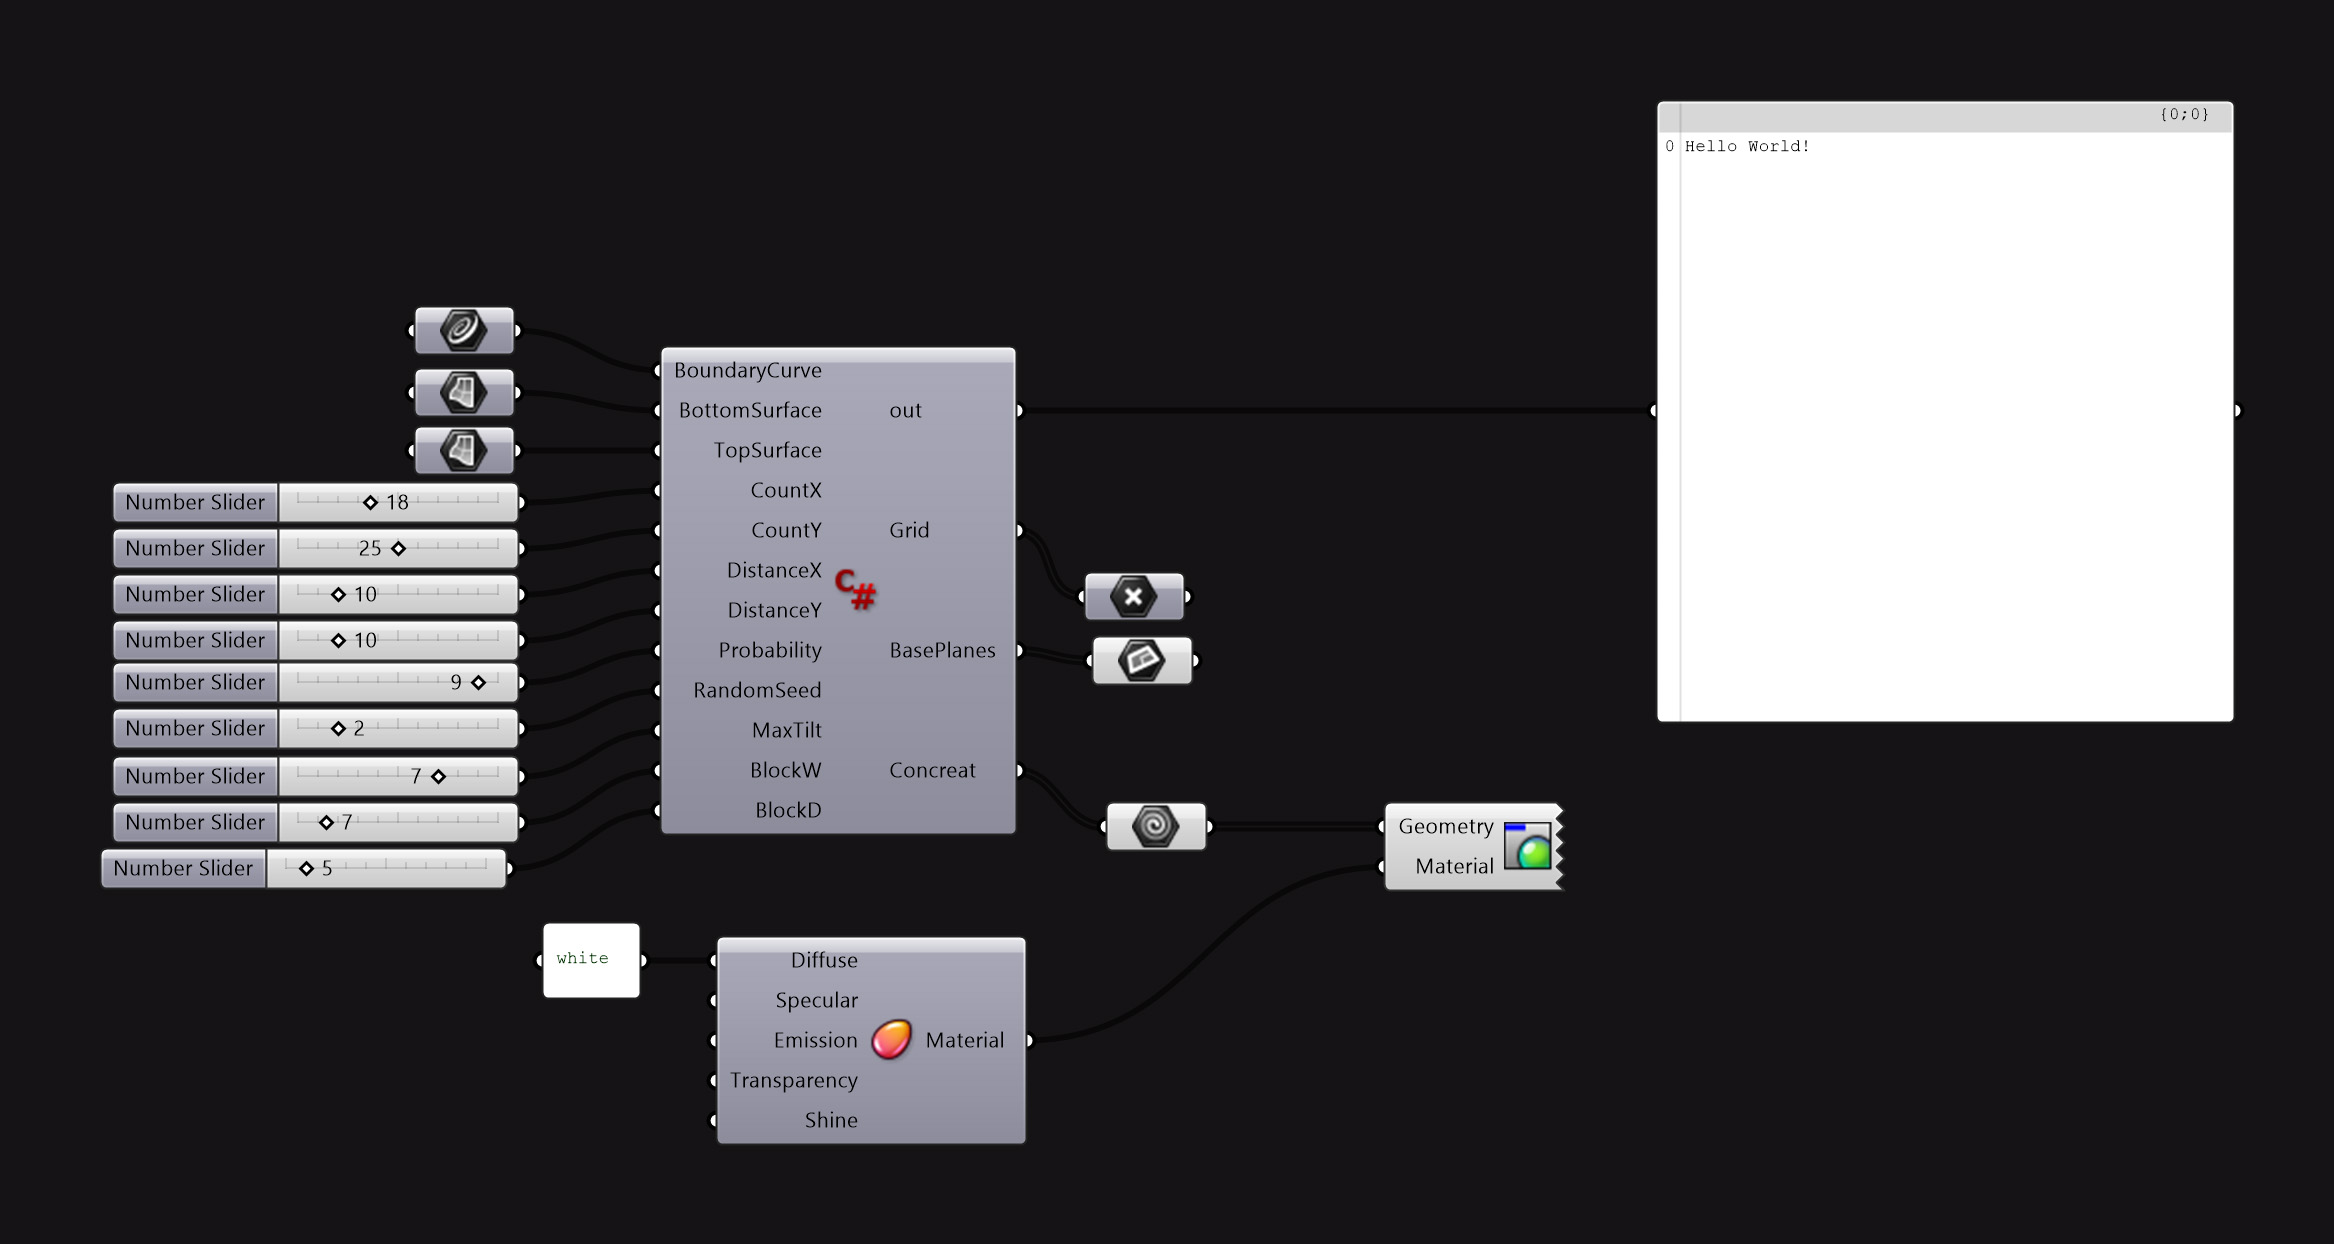 {0;0}
0 Hello World!
BoundaryCurve
BottomSurface
out
TopSurface
Number Slider 18
CountX
Number Slider 25
CountY
Grid
Number Slider 10
DistanceX
C#
Number Slider 10
DistanceY
Number Slider 9
Probability
BasePlanes
Number Slider 2
RandomSeed
Number Slider 7
MaxTilt
Number Slider 7
BlockW
Concreat
Number Slider 5
BlockD
Geometry
Material
white
Diffuse
Specular
Emission
Material
Transparency
Shine